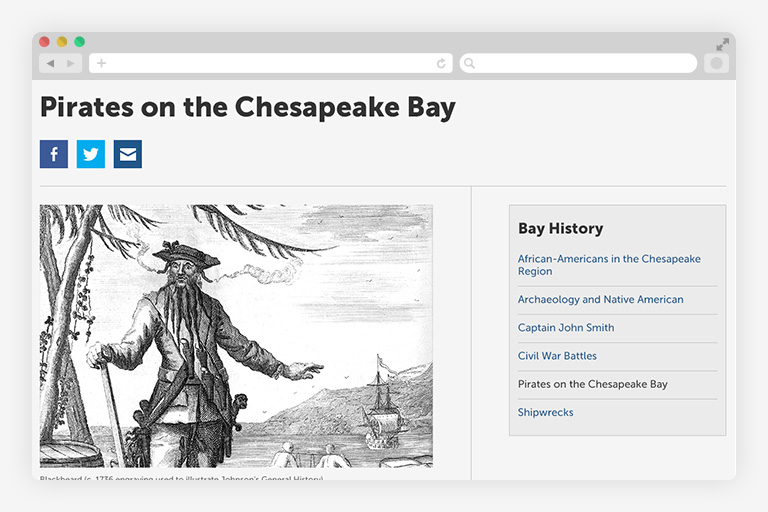 Pirates on the Chesapeake Bay
Bay History
African-Americans in the Chesapeake
Region
Archaeology and Native American
Captain John Smith
Civil War Battles
Pirates on the Chesapeake Bay
Shipwrecks
Blackbeard (c. 1736 engraving used to illustrate Johnson's General History)